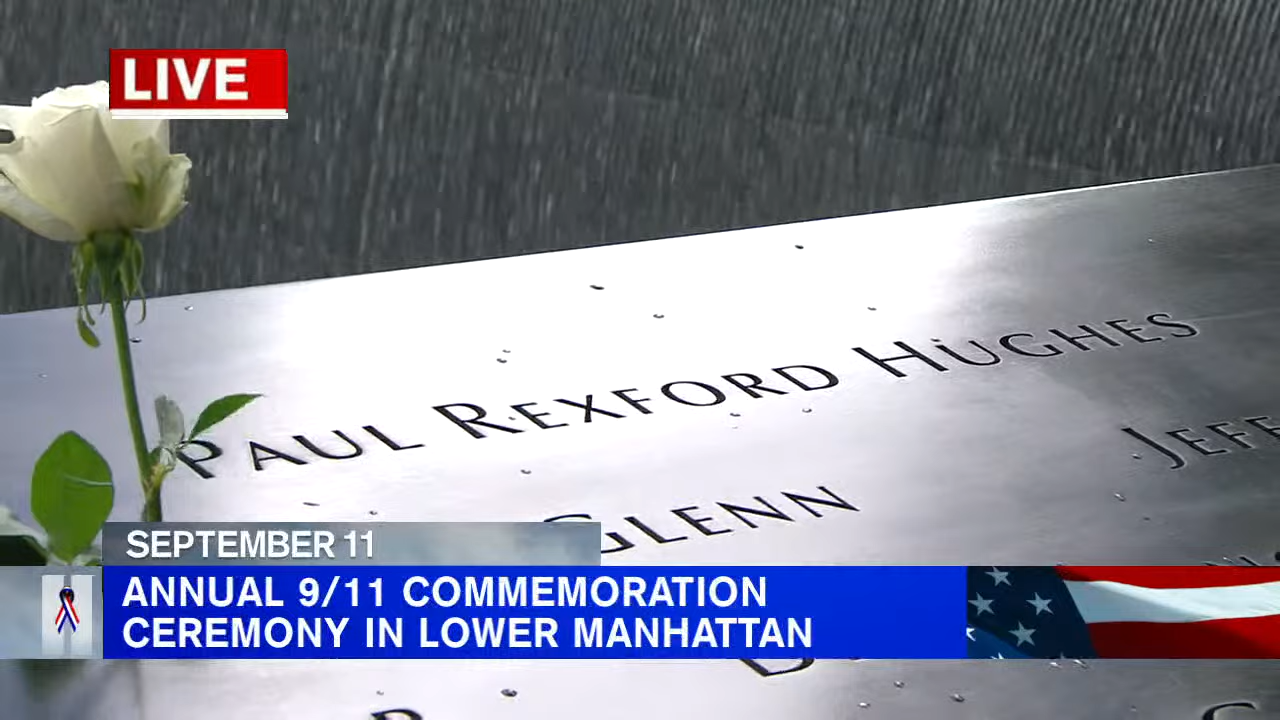 LIVE
PAUL REXFORD HUGHES
GLENN
SEPTEMBER 11
ANNUAL 9/11 COMMEMORATION
CEREMONY IN LOWER MANHATTAN